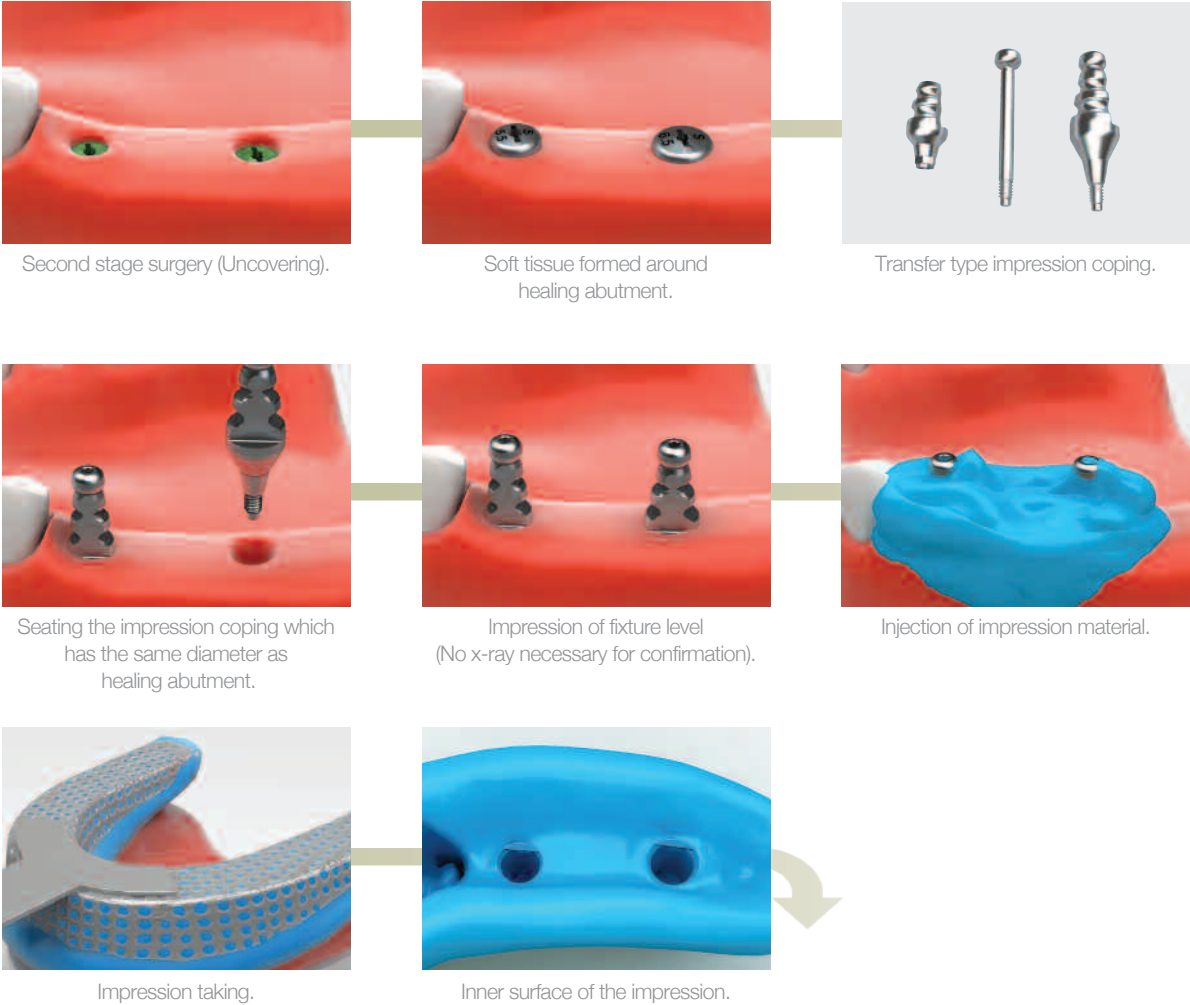 Second stage surgery (Uncovering).
Soft tissue formed around
healing abutment.
Transfer type impression coping.
Seating the impression coping which
has the same diameter as
healing abutment.
Impression of fixture level
(No x-ray necessary for confirmation).
Injection of impression material.
Impression taking.
Inner surface of the impression.